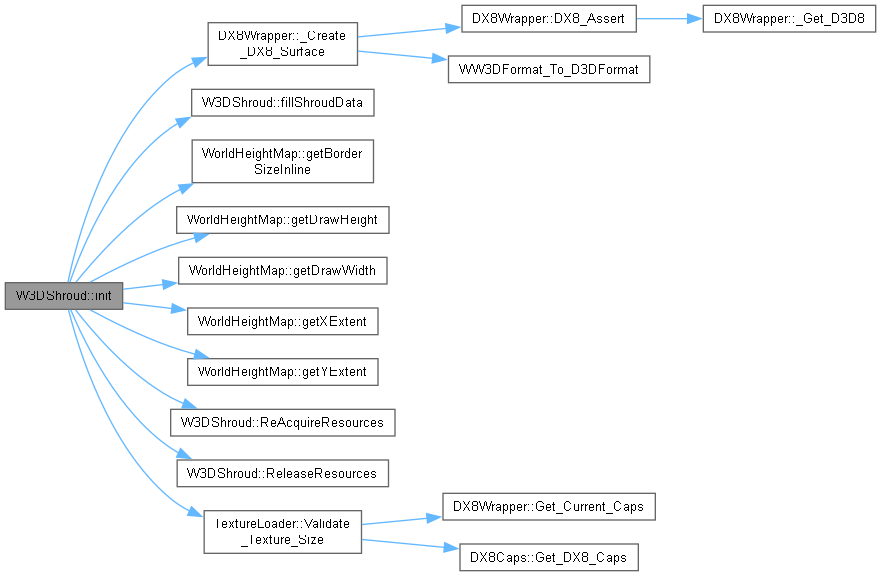 DX8Wrapper::_Create
_DX8_Surface
DX8Wrapper::DX8_Assert
DX8Wrapper::_Get_D3D8
WW3DFormat_To_D3DFormat
W3DShroud::fillShroudData
WorldHeightMap::getBorder
SizeInline
WorldHeightMap::getDrawHeight
WorldHeightMap::getDrawWidth
W3DShroud::init
WorldHeightMap::getXExtent
WorldHeightMap::getYExtent
W3DShroud::ReAcquireResources
W3DShroud::ReleaseResources
TextureLoader::Validate
_Texture_Size
DX8Wrapper::Get_Current_Caps
DX8Caps::Get_DX8_Caps